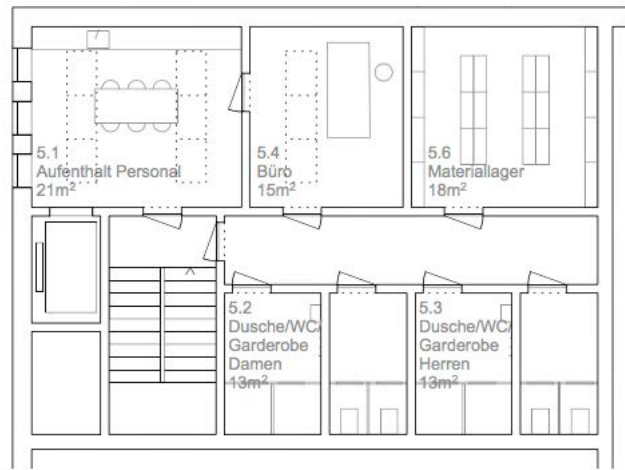 5.1
Aufenthalt Personal
21m²
5.4
Büro
15m²
5.6
Materiallager
18m²
5.2
Dusche/WC/
Garderobe
Damen
13m²
5.3
Dusche/WC/
Garderobe
Herren
13m²